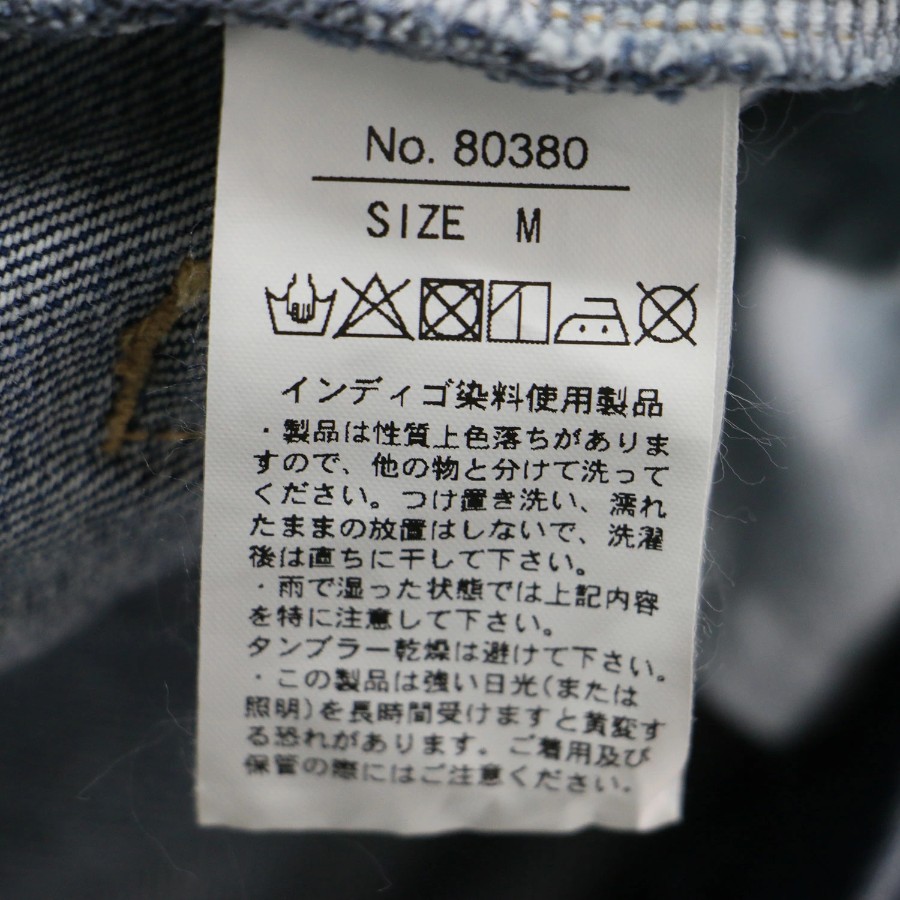 No. 80380
SIZE M
インディゴ染料使用製品
・製品は性質上色落ちがありま
すので、他の物と分けて洗って
ください。つけ置き洗い、濡れ
たままの放置はしないで、洗濯
後は直ちに干して下さい。
・雨で湿った状態では上記内容
を特に注意して下さい。
タンブラー乾燥は避けて下さい。
・この製品は強い日光(または
照明)を長時間受けますと黄変す
る恐れがあります。ご着用及び
保管の際にはご注意ください。